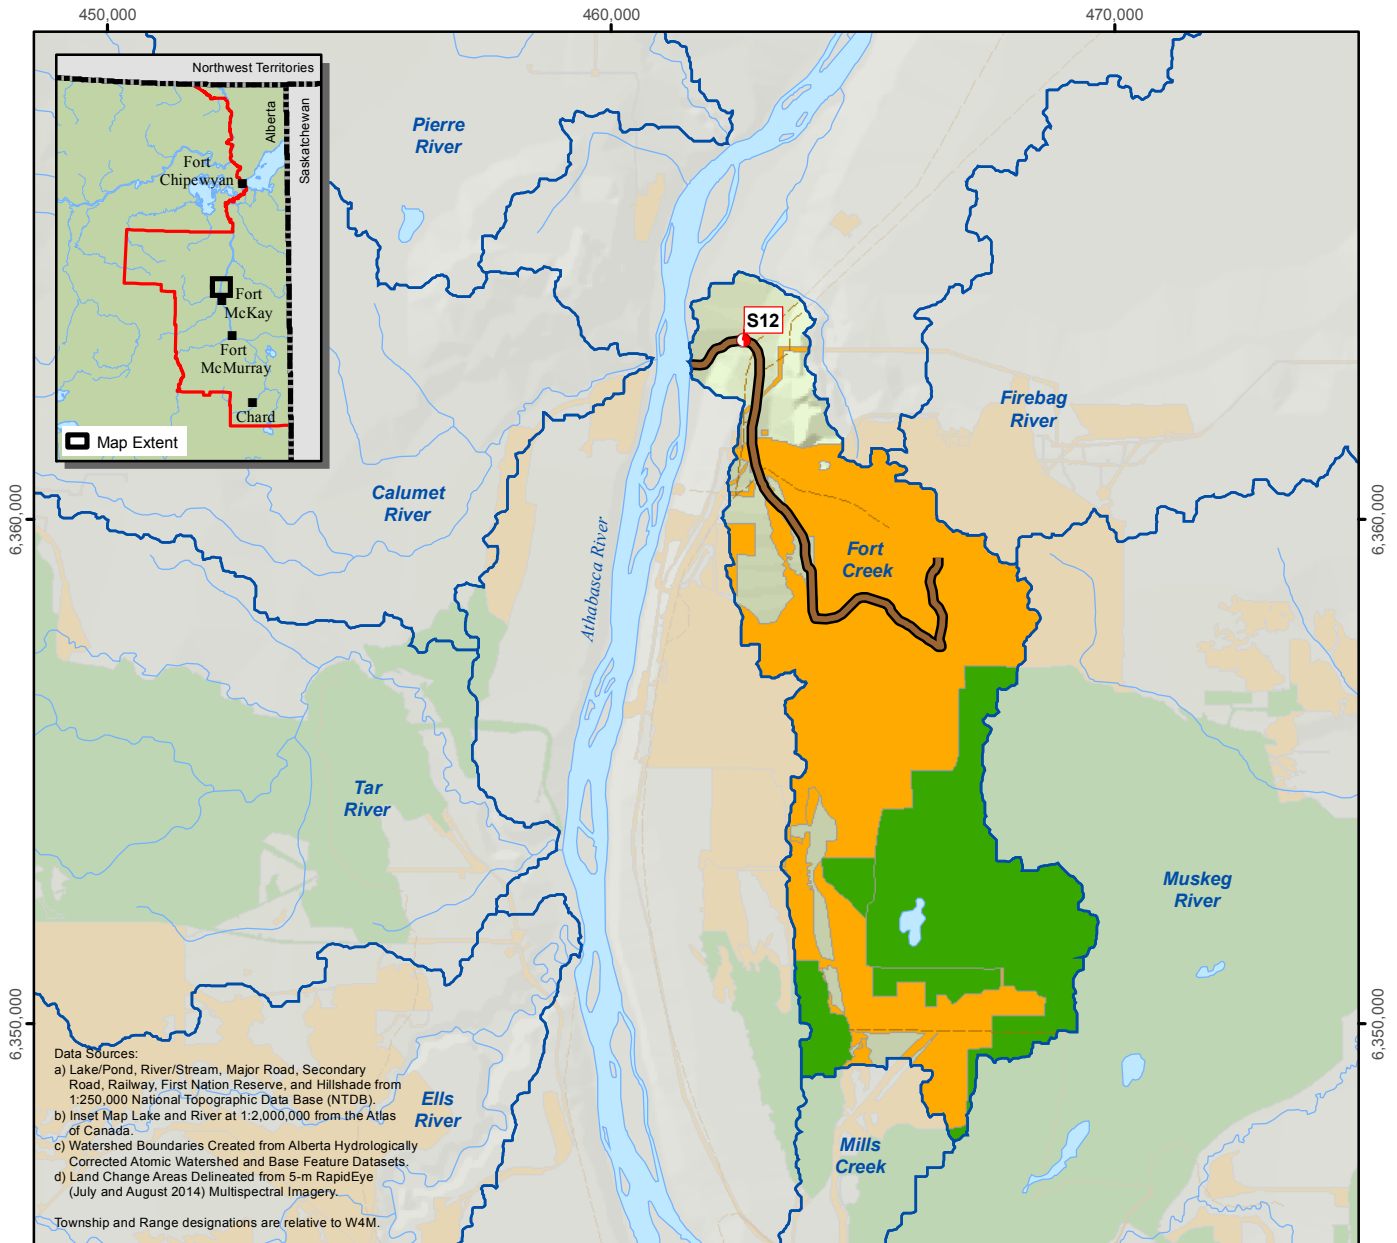 450,000
460,000
470,000
Northwest Territories
Alberta
Saskatchewan
Fort
Chipewyan
Fort
McKay
Fort
McMurray
Chard
Map Extent
Pierre
River
S12
Firebag
River
Calumet
River
6,360,000
6,360,000
Athabasca River
Fort
Creek
Tar
River
Muskeg
River
6,350,000
6,350,000
Data Sources:
a) Lake/Pond, River/Stream, Major Road, Secondary
Road, Railway, First Nation Reserve, and Hillshade from
1:250,000 National Topographic Data Base (NTDB).
b) Inset Map Lake and River at 1:2,000,000 from the Atlas
of Canada.
c) Watershed Boundaries Created from Alberta Hydrologically
Corrected Atomic Watershed and Base Feature Datasets.
d) Land Change Areas Delineated from 5-m RapidEye
(July and August 2014) Multispectral Imagery.
Township and Range designations are relative to W4M.
Ells
River
Mills
Creek